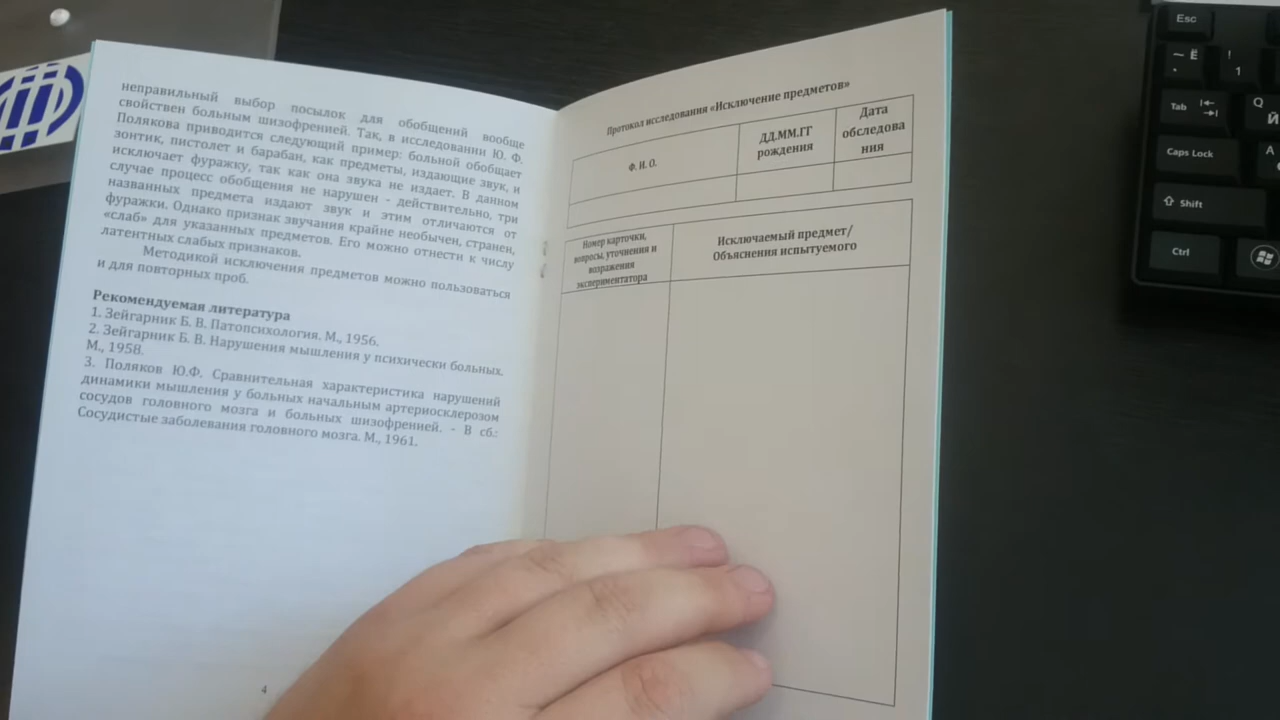 неправильный выбор посылок для обобщений вообще
свойствен больным шизофренией. Так, в исследовании Ю. Ф.
Полякова приводится следующий пример: больной обобщает
зонтик, пистолет и барабан, как предметы, издающие звук, и
исключает фуражку, так как она звука не издает. В данном
случае процесс обобщения не нарушен - действительно, три
названных предмета издают звук и этим отличаются от
фуражки. Однако признак звучания крайне необычен, странен,
«слаб» для указанных предметов. Его можно отнести к числу
латентных слабых признаков.
Методикой исключения предметов можно пользоваться
и для повторных проб.
Рекомендуемая литература
1. Зейгарник Б. В. Патопсихология. М., 1956.
2. Зейгарник Б. В. Нарушения мышления у психически больных.
М., 1958.
3. Поляков Ю.Ф. Сравнительная характеристика нарушений
динамики мышления у больных начальным артериосклерозом
сосудов головного мозга и больных шизофренией. - В сб.:
Сосудистые заболевания головного мозга. М., 1961.
4
Протокол исследования «Исключение предметов»
Ф. И. О.
ДД.ММ.ГГ
рождения
Дата
обследова
ния
Номер карточки,
вопросы, уточнения и
возражения
экспериментатора
Исключаемый предмет/
Объяснения испытуемого
Esc
— Ё
!
1
Tab
Q
Й
Caps Lock
A
Shift
Ctrl